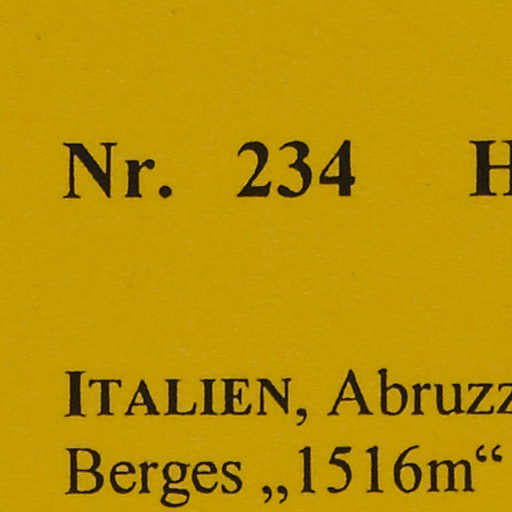 Nr. 234 H
ITALIEN, Abruzz
Berges „1516m“